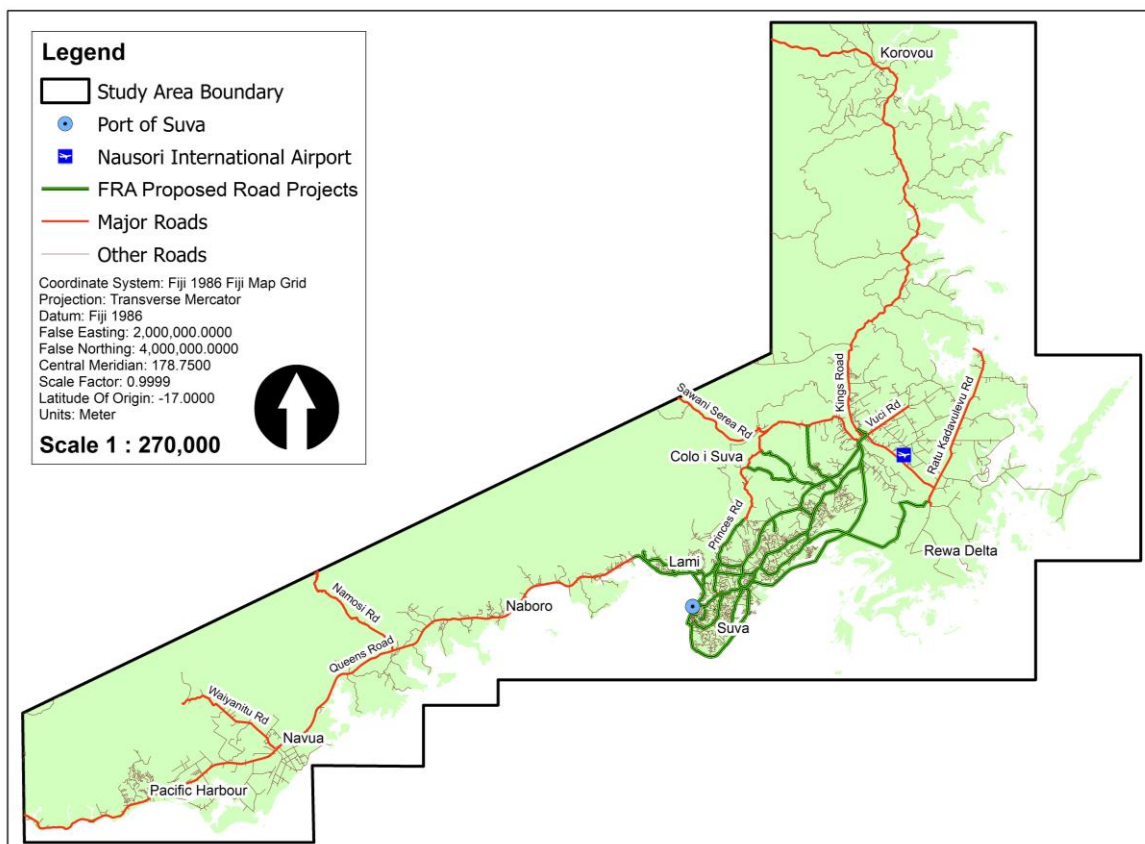 Legend
Study Area Boundary
Port of Suva
Nausori International Airport
FRA Proposed Road Projects
Major Roads
Other Roads
Coordinate System: Fiji 1986 Fiji Map Grid
Projection: Transverse Mercator
Datum: Fiji 1986
False Easting: 2,000,000.0000
False Northing: 4,000,000.0000
Central Meridian: 178.7500
Scale Factor: 0.9999
Latitude Of Origin: -17.0000
Units: Meter
Scale 1 : 270,000
Korovou
Kings Road
Vuci Rd
Ratu Kadavulevu Rd
Sawani Serea Rd
Colo i Suva
Princes Rd
Rewa Delta
Lami
Suva
Naboro
Namosi Rd
Queens Road
Waiyanitu Rd
Navua
Pacific Harbour